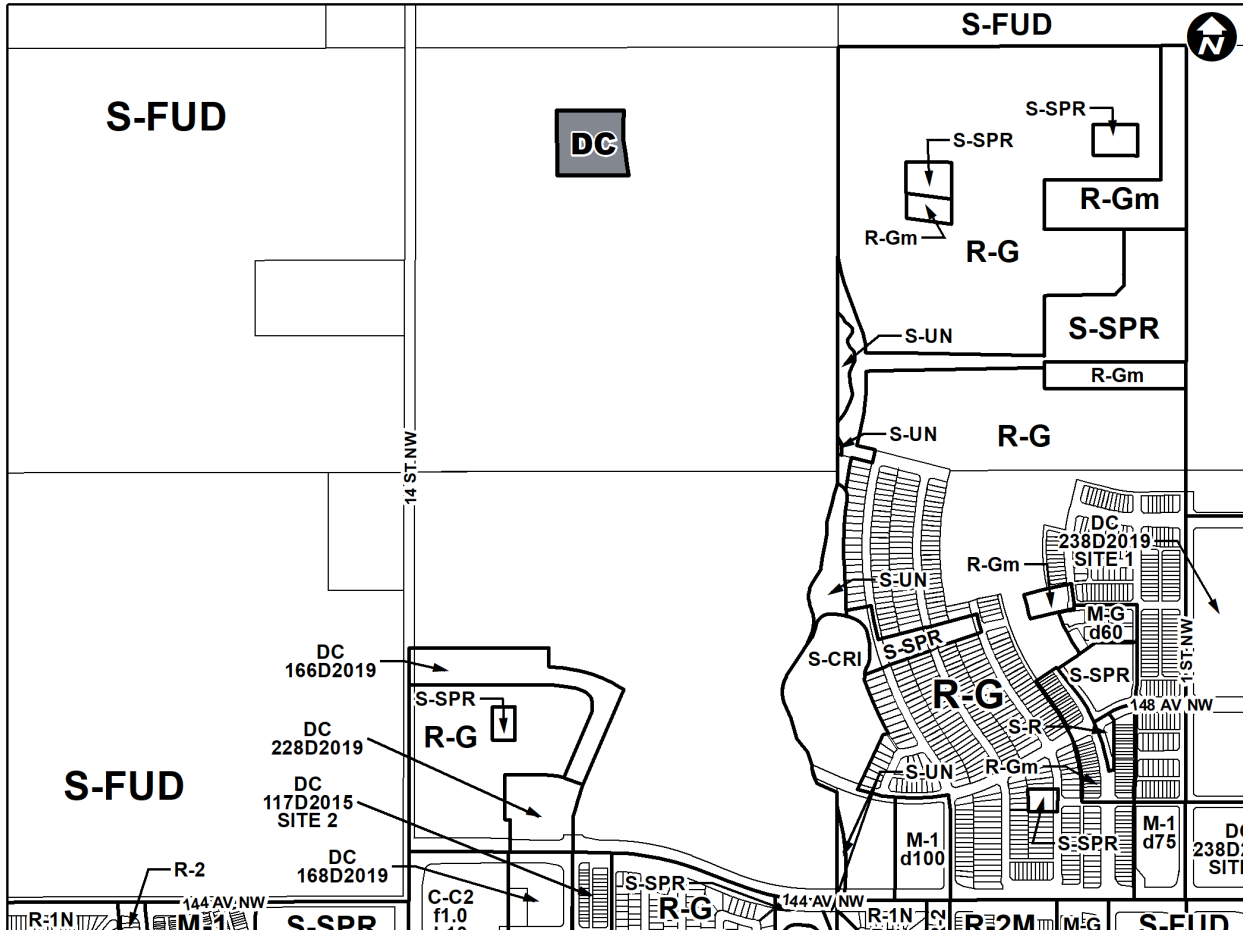 S-FUD
N
S-FUD
DC
S-SPR
S-SPR
R-Gm
R-Gm
R-G
S-SPR
S-UN
R-Gm
S-UN
R-G
14 ST NW
DC
238D2019
SITE 1
R-Gm
S-UN
M-G
d60
S-SPR
S-CRI
1 ST NW
S-SPR
DC
166D2019
S-SPR
R-G
R-G
148 AV NW
S-R
DC
228D2019
S-UN
R-Gm
S-FUD
DC
117D2015
SITE 2
M-1
d100
S-SPR
M-1
d75
DC
168D2019
R-2
S-SPR
C-C2
f1.0
R-G
144 AV NW
144 AV NW
R-1N
M-1
S-SPR
R-1N
R-2M
M-G
S-FUD